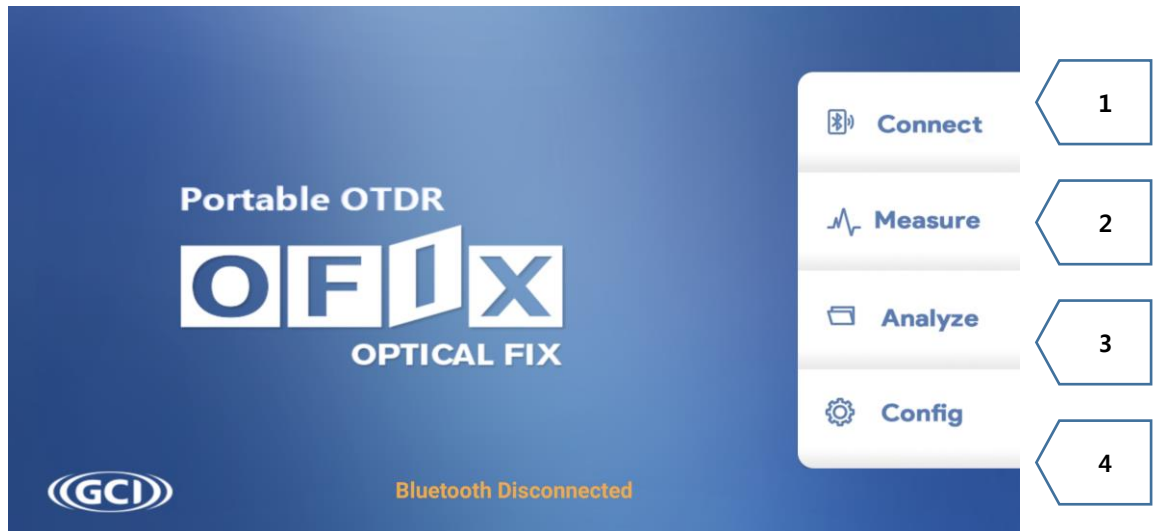 Connect
1
Portable OTDR
Measure
2
OFIX
OPTICAL FIX
Analyze
3
Config
4
GCI
Bluetooth Disconnected